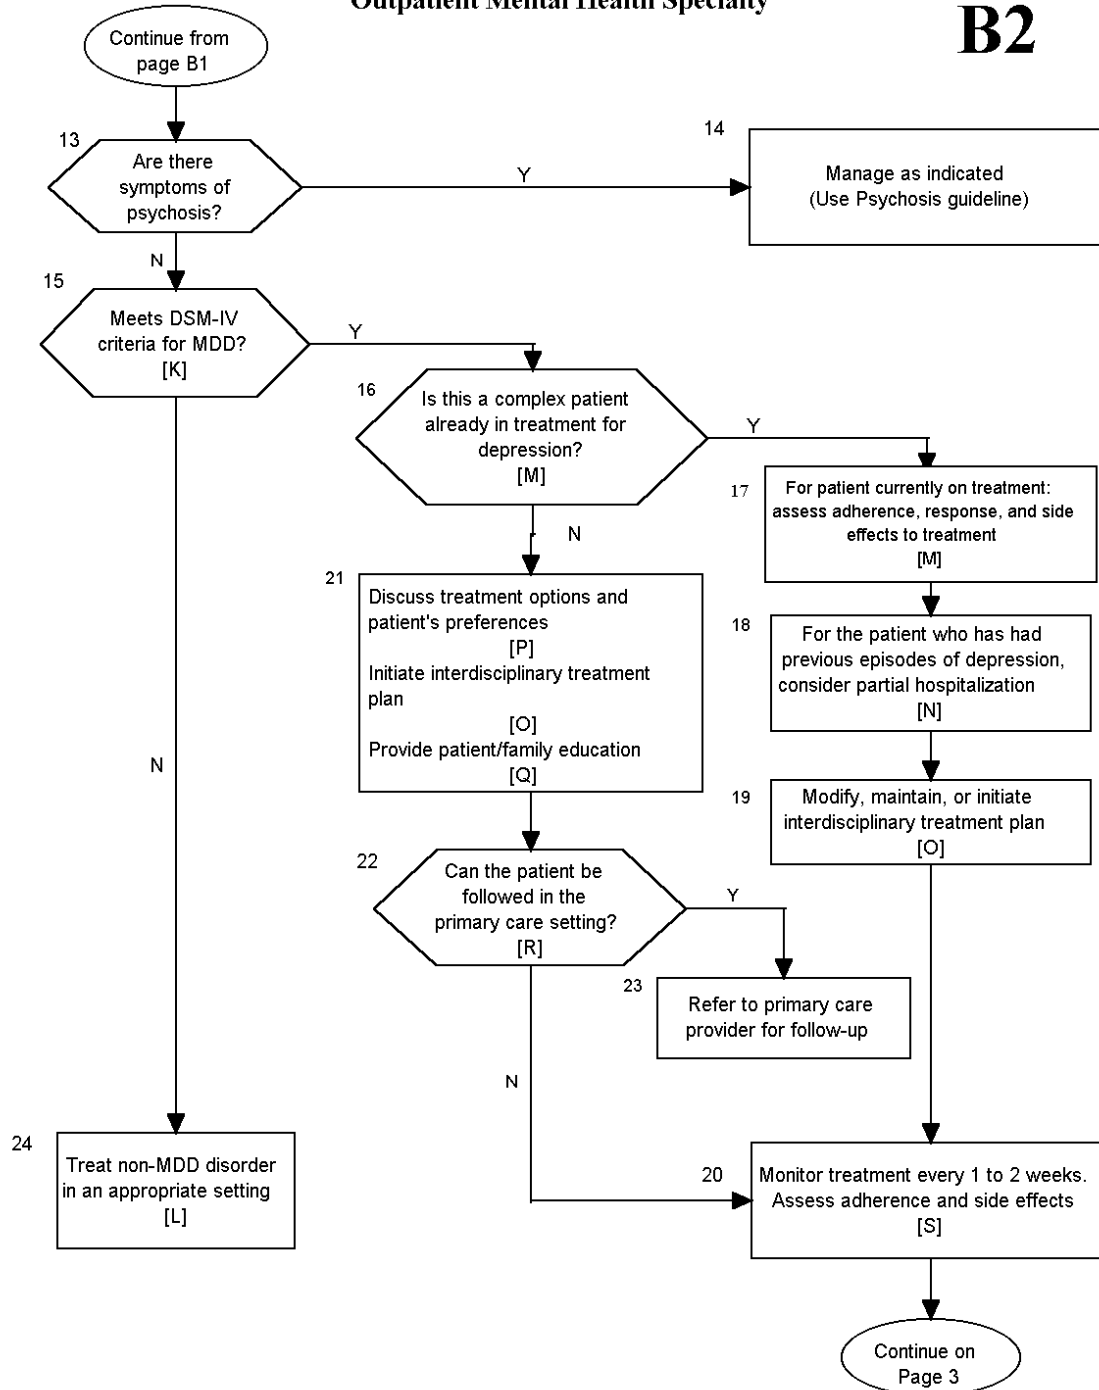 Outpatient Mental Health Specialty
B2
Continue from
page B1
13
Are there
symptoms of
psychosis?
Y
14
Manage as indicated
(Use Psychosis guideline)
N
15
Meets DSM-IV
criteria for MDD?
[K]
Y
16
Is this a complex patient
already in treatment for
depression?
[M]
Y
17
For patient currently on treatment:
assess adherence, response, and side
effects to treatment
[M]
N
18
For the patient who has had
previous episodes of depression,
consider partial hospitalization
[N]
21
Discuss treatment options and
patient's preferences
[P]
Initiate interdisciplinary treatment
plan
[O]
Provide patient/family education
[Q]
N
19
Modify, maintain, or initiate
interdisciplinary treatment plan
[O]
22
Can the patient be
followed in the
primary care setting?
[R]
Y
23
Refer to primary care
provider for follow-up
N
24
Treat non-MDD disorder
in an appropriate setting
[L]
20
Monitor treatment every 1 to 2 weeks.
Assess adherence and side effects
[S]
Continue on
Page 3